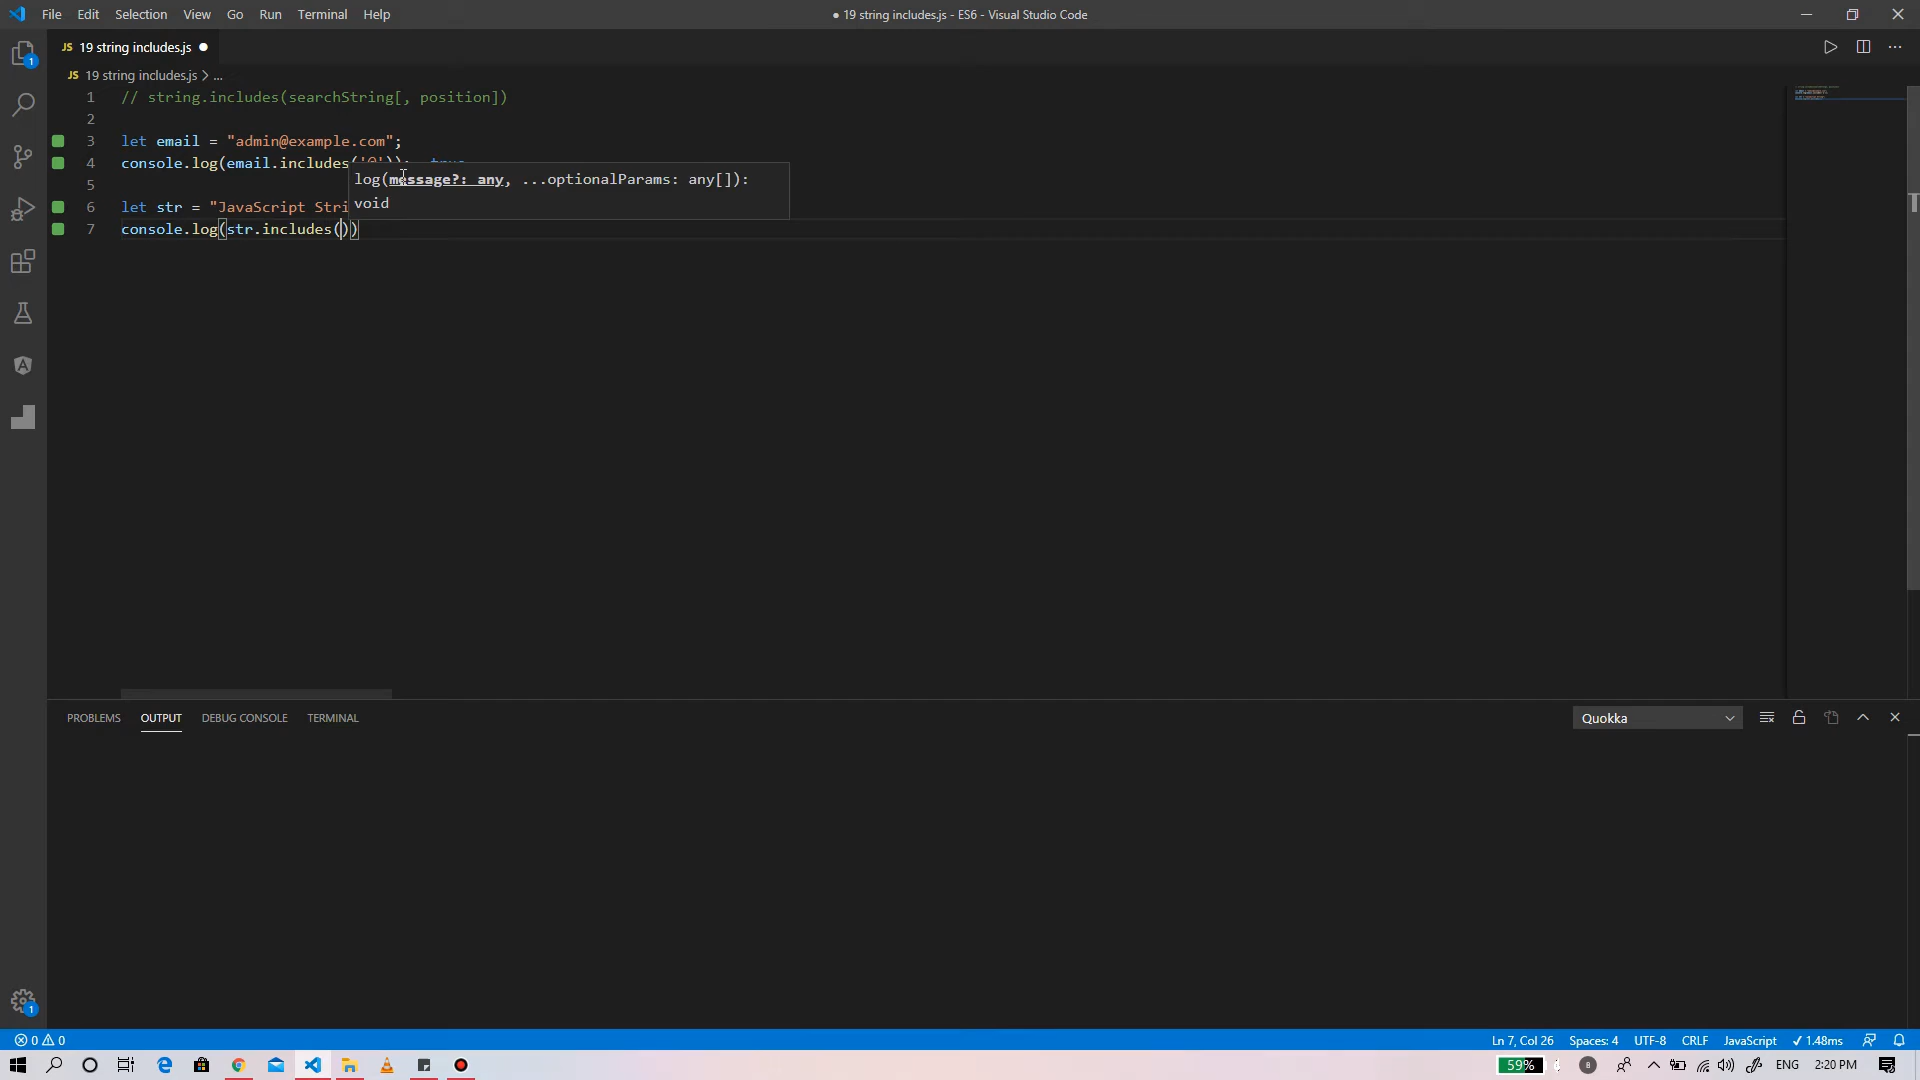 File Edit Selection View Go Run Terminal Help
● 19 string includes.js - ES6 - Visual Studio Code
JS 19 string includes.js ●
JS 19 string includes.js > ...
1 // string.includes(searchString[, position])
2
3 let email = "admin@example.com";
4 console.log(email.includes('@')); true
5
log(message?: any, ...optionalParams: any[]):
void
6 let str = "JavaScript Stri
7 console.log(str.includes())
PROBLEMS OUTPUT DEBUG CONSOLE TERMINAL
Quokka
0 0
Ln 7, Col 26 Spaces: 4 UTF-8 CRLF JavaScript ✓ 1.48ms
59% ENG 2:20 PM
1
1